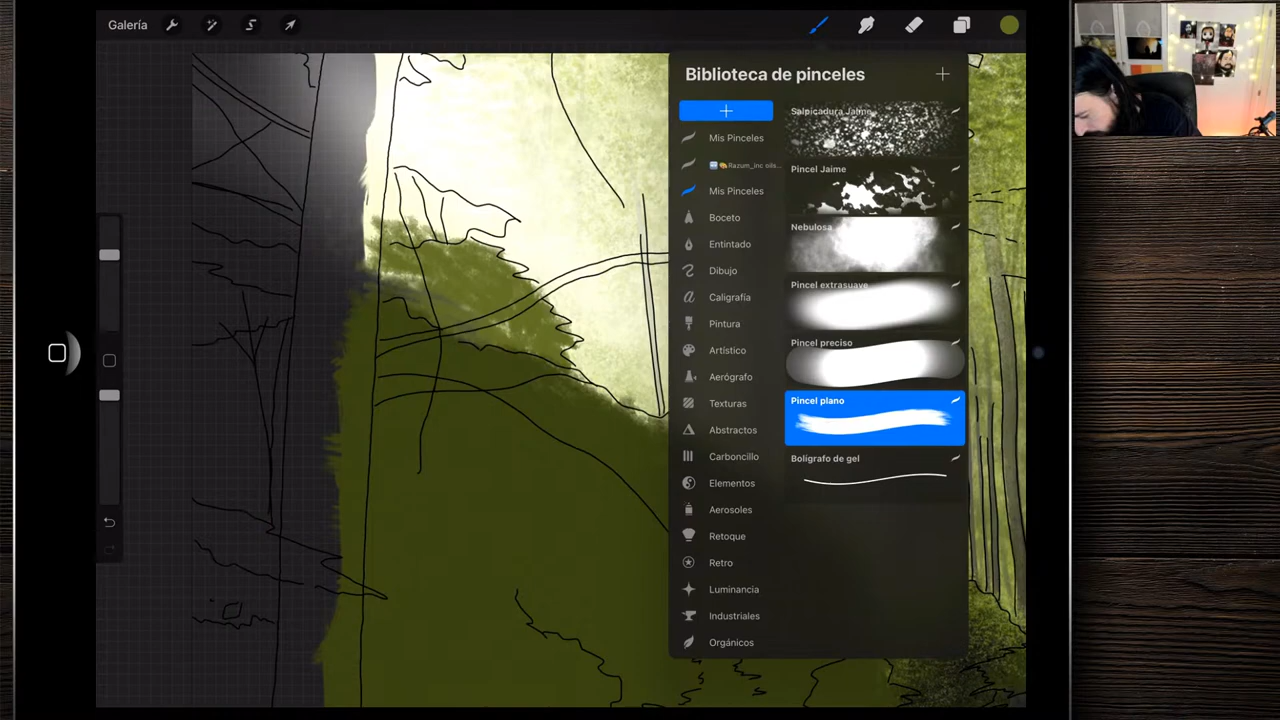 Galería
Biblioteca de pinceles
Mis Pinceles
Razum_inc oils...
Mis Pinceles
Boceto
Entintado
Dibujo
Caligrafía
Pintura
Artístico
Aerógrafo
Texturas
Abstractos
Carboncillo
Elementos
Aerosoles
Retoque
Retro
Luminancia
Industriales
Orgánicos
Salpicadura Jaime
Pincel Jaime
Nebulosa
Pincel extrasuave
Pincel preciso
Pincel plano
Bolígrafo de gel